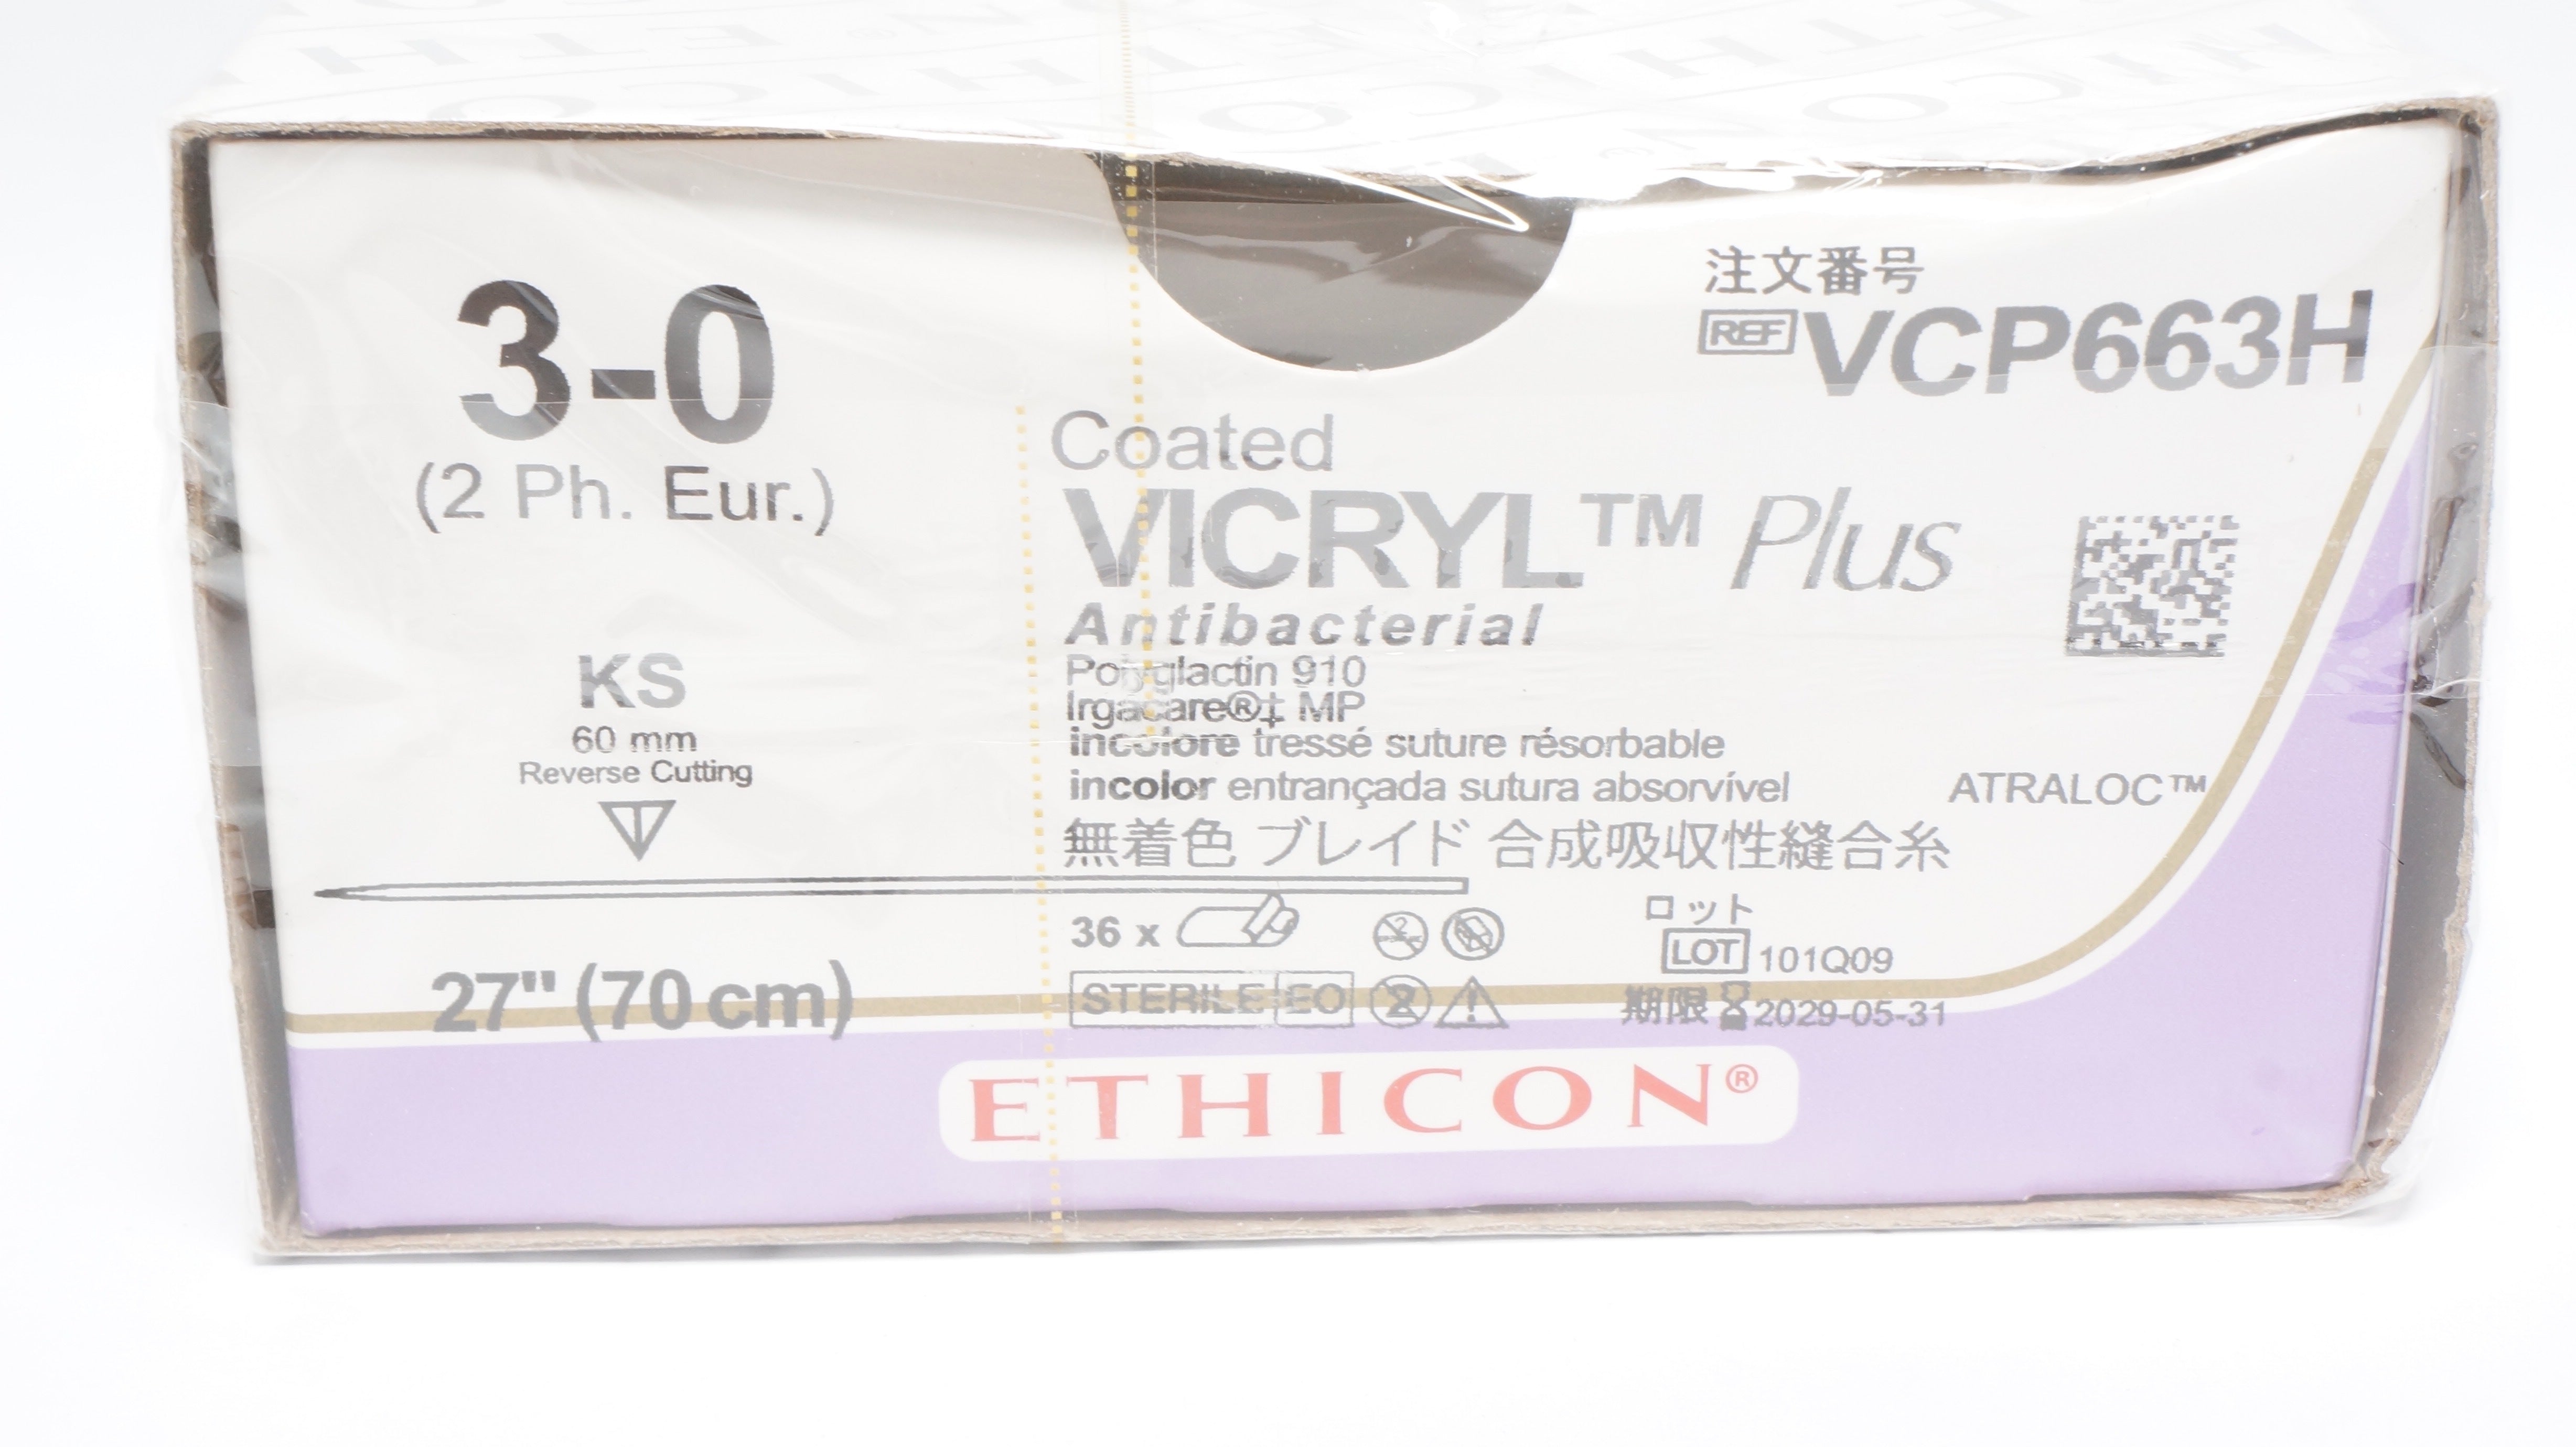 3-0
(2 Ph. Eur.)
KS
60 mm
Reverse Cutting
27" (70 cm)
注文番号
REF VCP663H
Coated
VICRYL™ Plus
Antibacterial
Polyglactin 910
Irgacare®‡ MP
incolore tressé suture résorbable
incolor entrançada sutura absorvível
ATRALOC™
無着色 ブレイド 合成吸収性縫合糸
36 x
2
ロット
LOT 101Q09
STERILE EO
2
期限 2029-05-31
ETHICON®